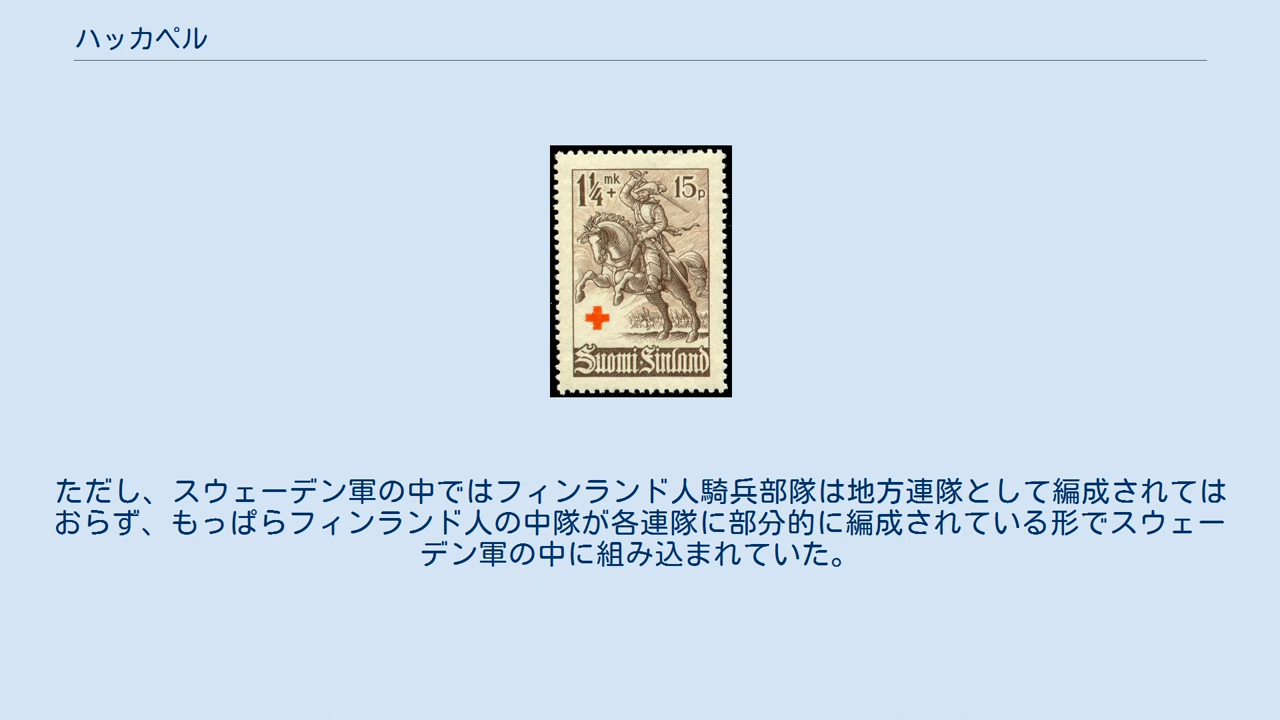 ハッカペル
1¼ mk + 15p
Suomi·Finland
ただし、スウェーデン軍の中ではフィンランド人騎兵部隊は地方連隊として編成されては
おらず、もっぱらフィンランド人の中隊が各連隊に部分的に編成されている形でスウェー
デン軍の中に組み込まれていた。